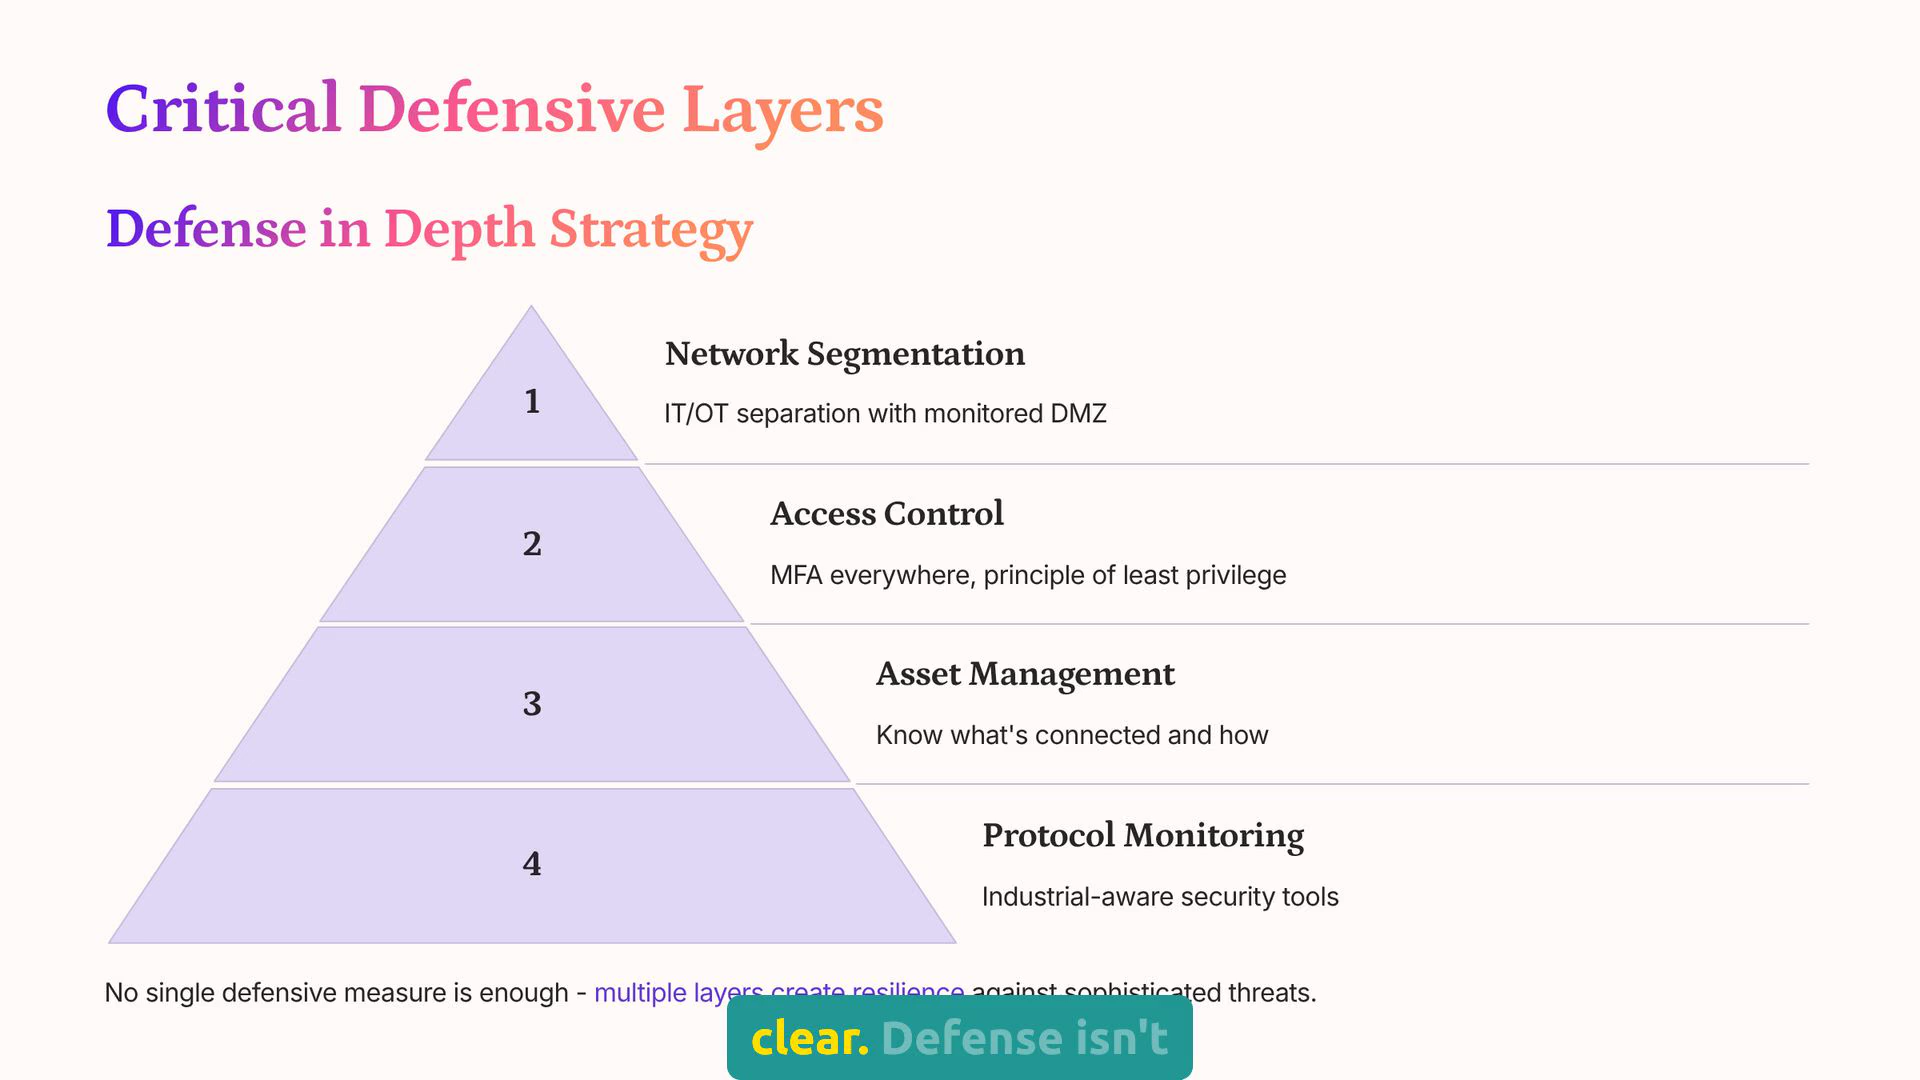 Critical Defensive Layers
Defense in Depth Strategy
1
Network Segmentation
IT/OT separation with monitored DMZ
2
Access Control
MFA everywhere, principle of least privilege
3
Asset Management
Know what's connected and how
4
Protocol Monitoring
Industrial-aware security tools
No single defensive measure is enough - multiple layers create resilience against sophisticated threats.
clear. Defense isn't